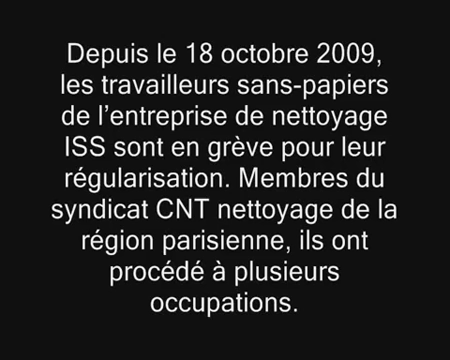 Depuis le 18 octobre 2009,
les travailleurs sans-papiers
de l'entreprise de nettoyage
ISS sont en grève pour leur
régularisation. Membres du
syndicat CNT nettoyage de la
région parisienne, ils ont
procédé à plusieurs
occupations.